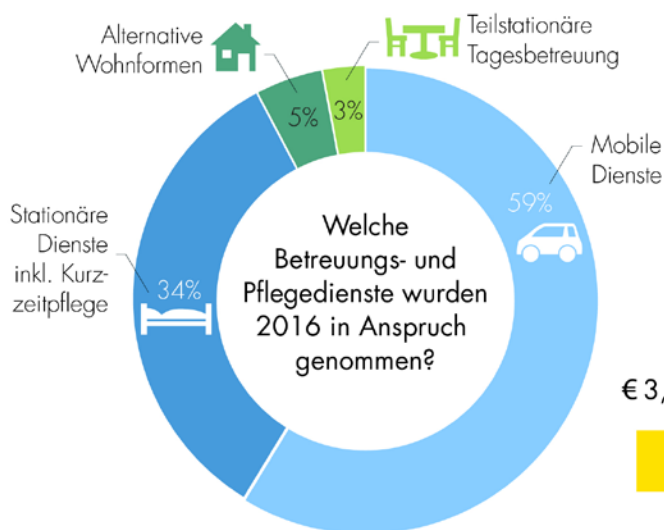 Alternative
Wohnformen
Teilstationäre
Tagesbetreuung
5%
3%
Mobile
Dienste
59%
Stationäre
Dienste
inkl. Kurz-
zeitpflege
34%
Welche
Betreuungs- und
Pflegedienste wurden
2016 in Anspruch
genommen?
€ 3,